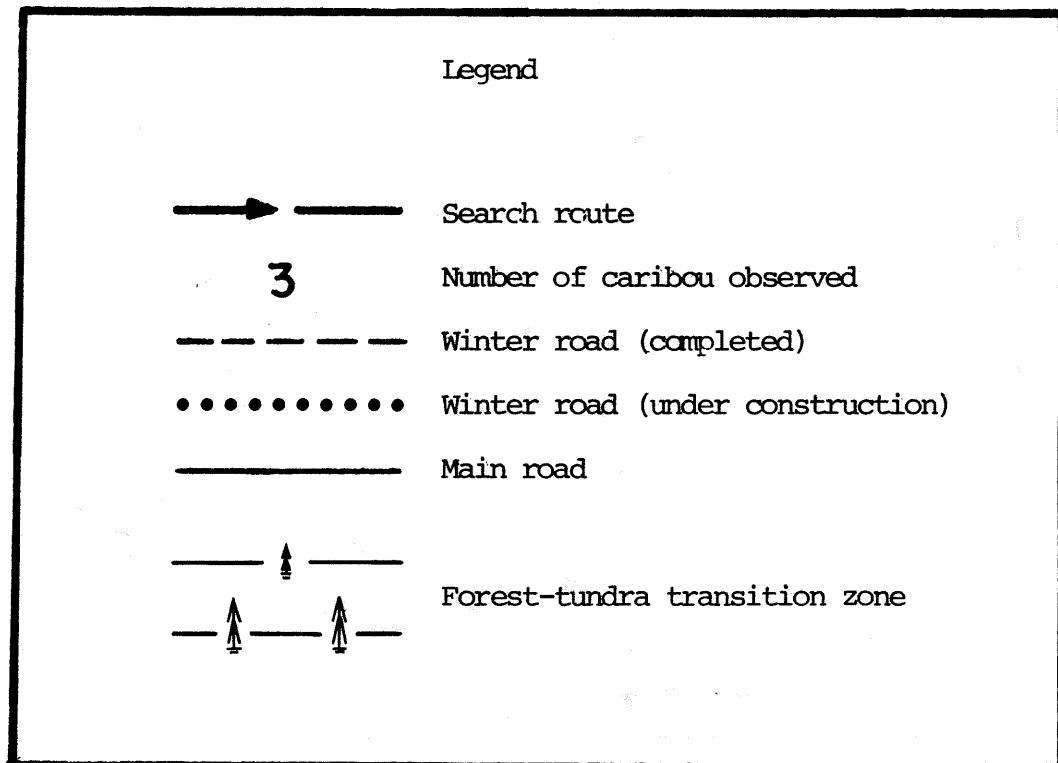 Legend
Search route
3 Number of caribou observed
Winter road (completed)
Winter road (under construction)
Main road
Forest-tundra transition zone